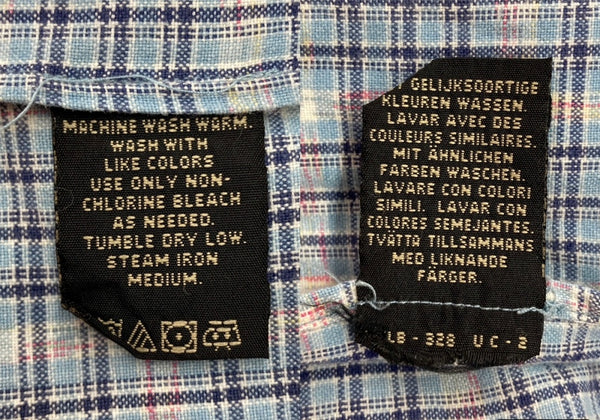 MACHINE WASH WARM.
WASH WITH
LIKE COLORS
USE ONLY NON-
CHLORINE BLEACH
AS NEEDED.
TUMBLE DRY LOW.
STEAM IRON
MEDIUM.
GELIJKSOORTIGE
KLEUREN WASSEN.
LAVAR AVEC DES
COULEURS SIMILAIRES.
MIT ÄHNLICHEN
FARBEN WASCHEN.
LAVARE CON COLORI
SIMILI. LAVAR CON
COLORES SEMEJANTES.
TVÄTTA TILLSAMMANS
MED LIKNANDE
FÄRGER.
LB - 328 UC - 2